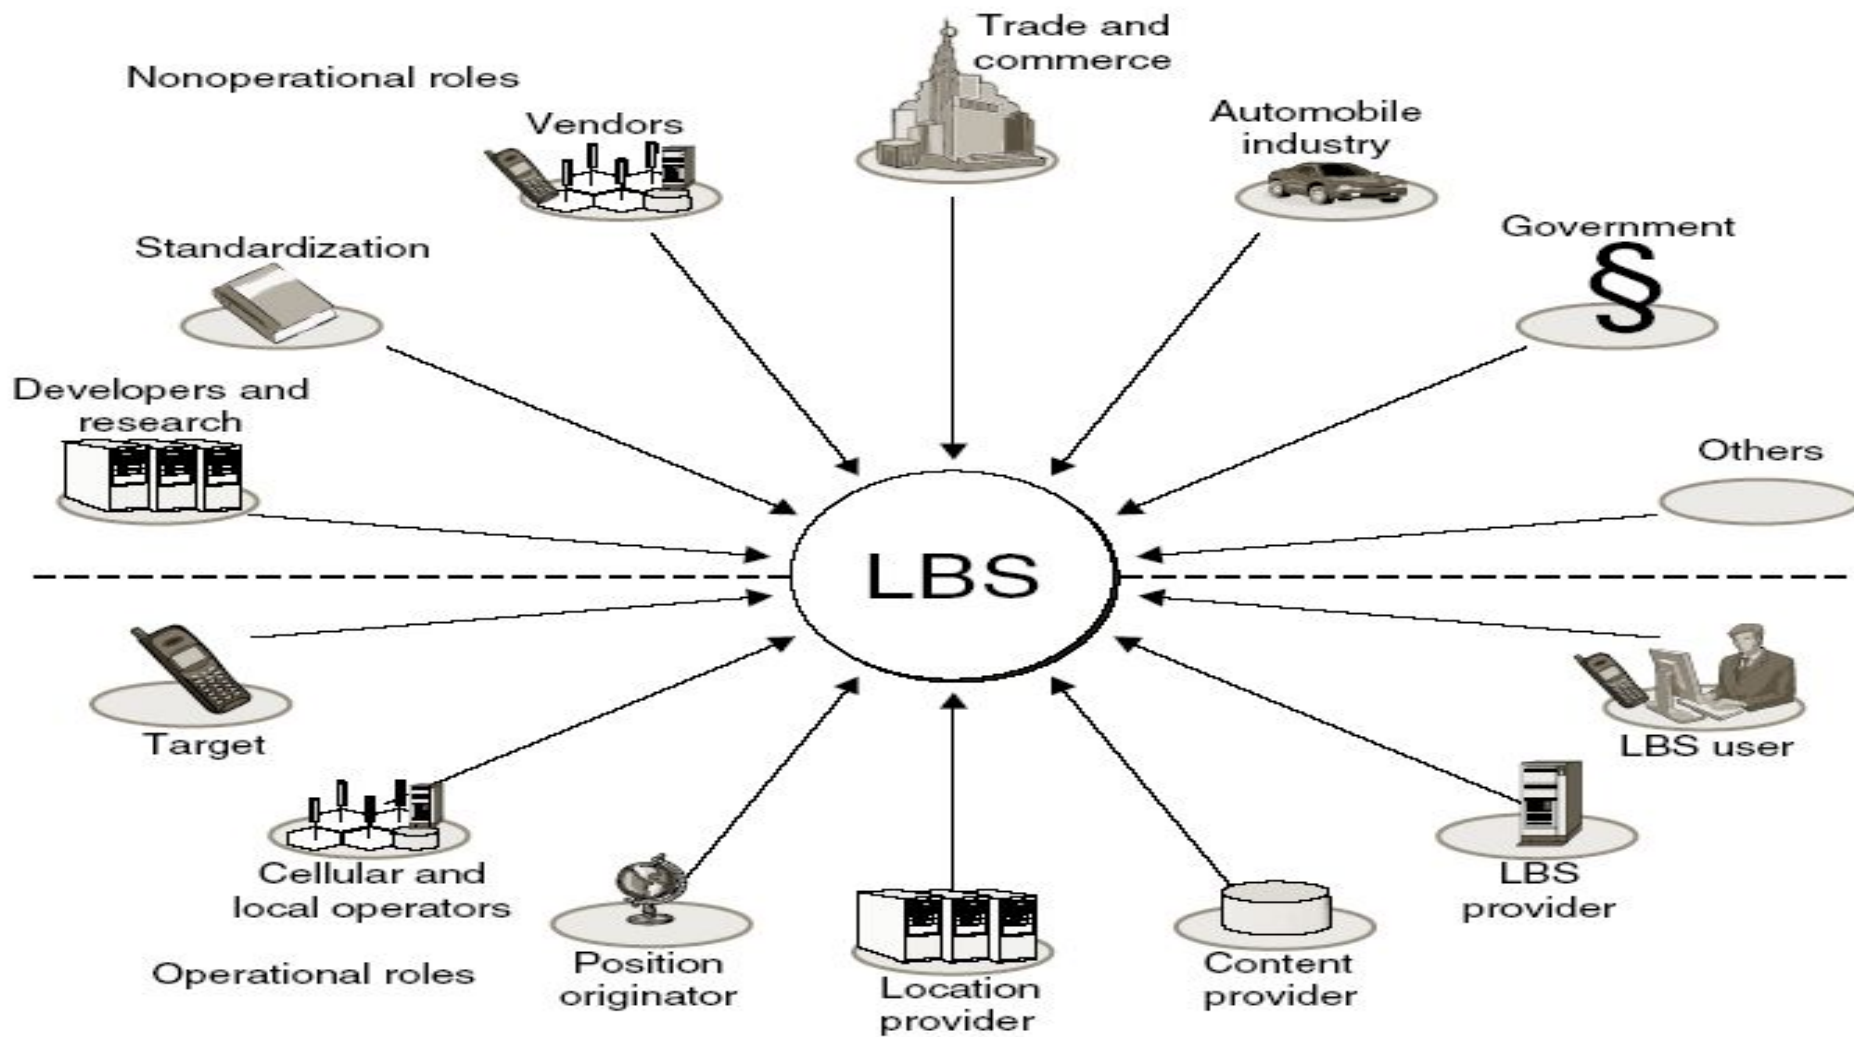 Trade and
commerce
Nonoperational roles
Vendors
Automobile
industry
Government
§
Standardization
Developers and
research
Others
LBS
Target
LBS user
Cellular and
local operators
LBS
provider
Position
originator
Content
provider
Location
provider
Operational roles